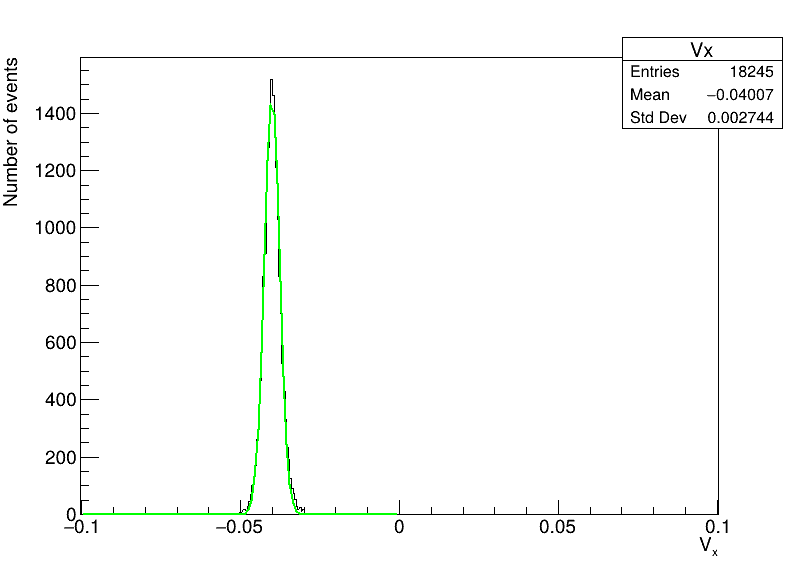 Vx
Entries 18245
Mean −0.04007
Std Dev 0.002744
Number of events
1400
1200
1000
800
600
400
200
0
−0.1 −0.05 0 0.05 0.1
Vx